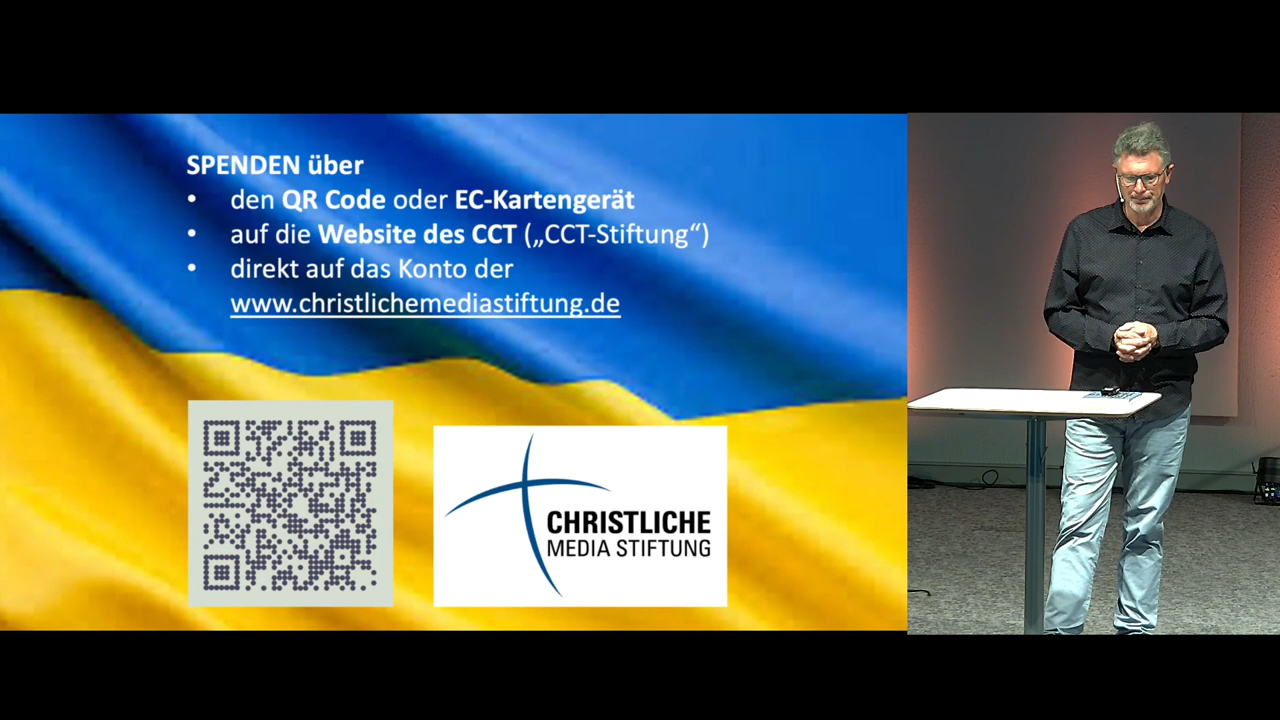 SPENDEN über
• den QR Code oder EC-Kartengerät
• auf die Website des CCT („CCT-Stiftung“)
• direkt auf das Konto der
www.christlichemediastiftung.de
CHRISTLICHE
MEDIA STIFTUNG